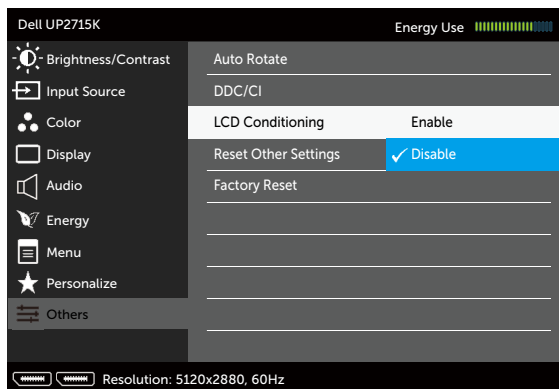 Dell UP2715K
Energy Use
Brightness/Contrast
Auto Rotate
Input Source
DDC/CI
Color
LCD Conditioning
Enable
Display
Reset Other Settings
Disable
Audio
Factory Reset
Energy
Menu
Personalize
Others
Resolution: 5120x2880, 60Hz